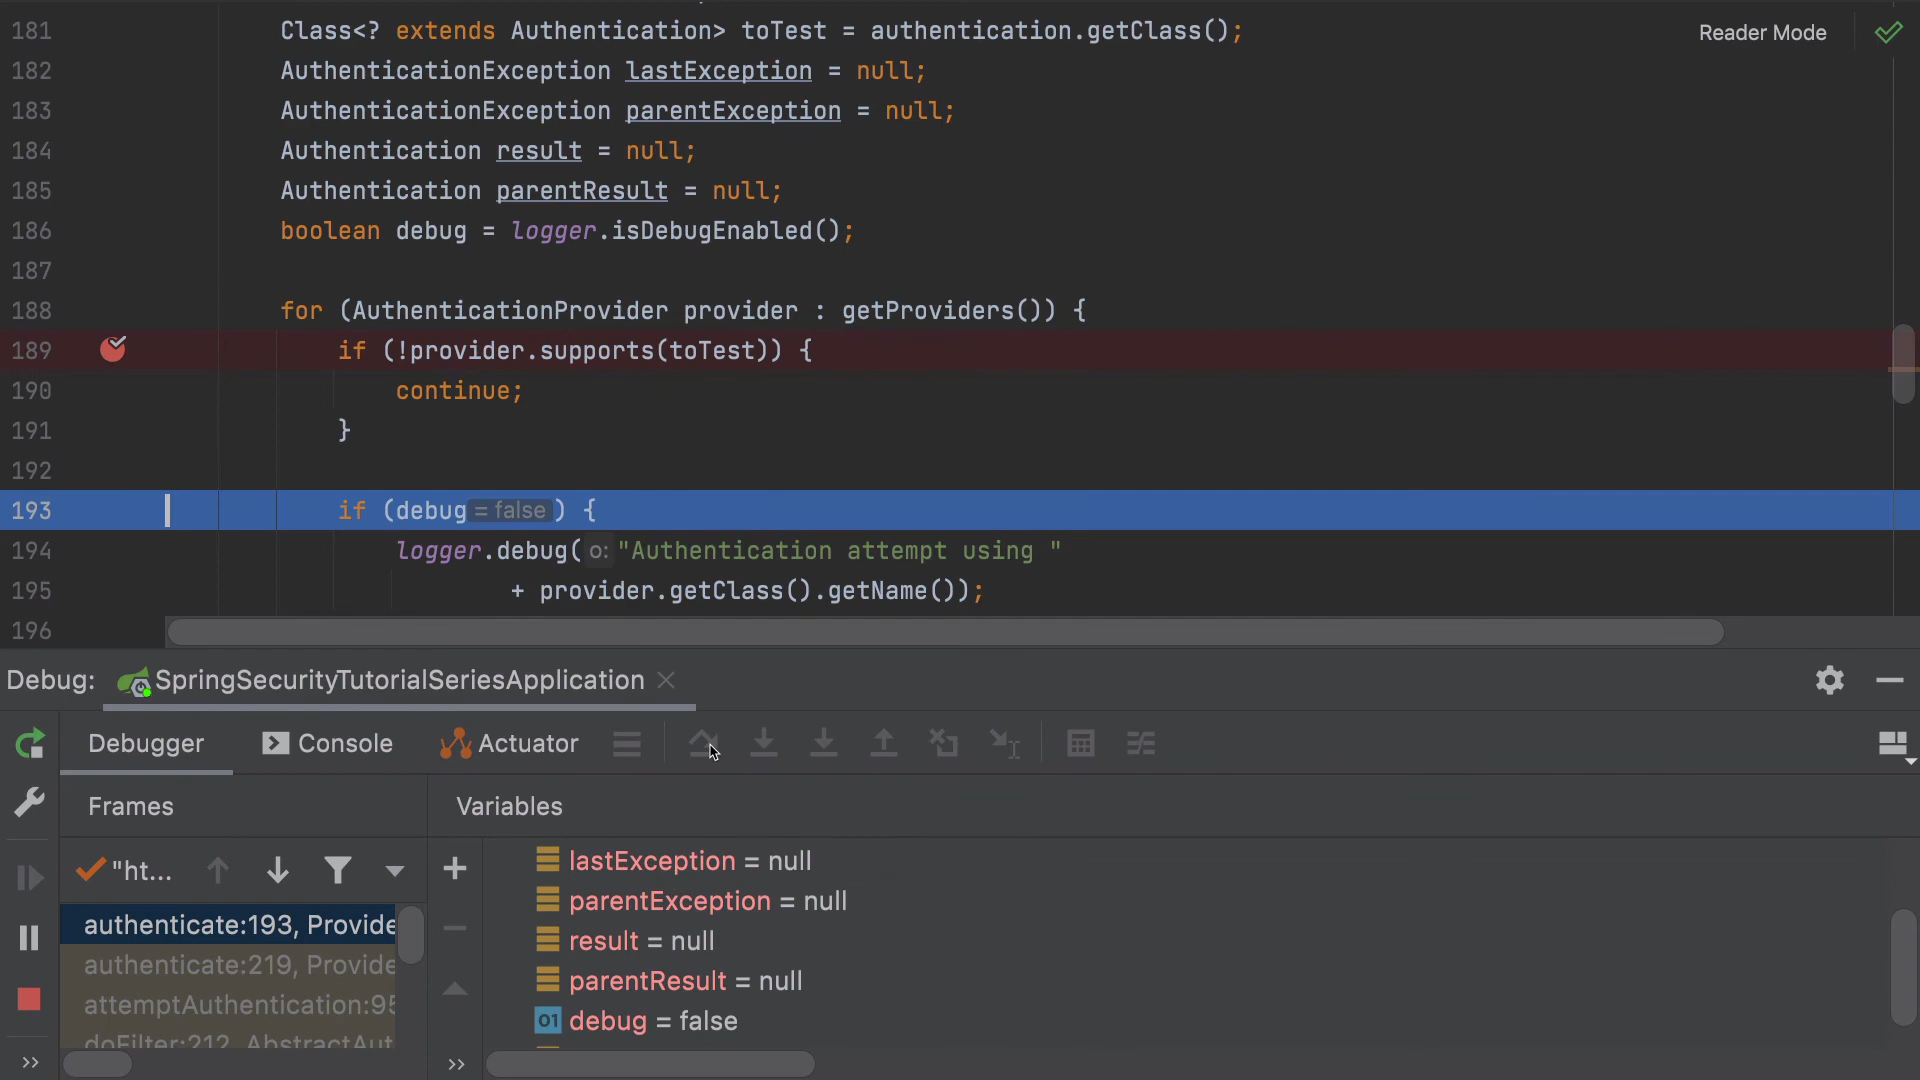 181 Class<? extends Authentication> toTest = authentication.getClass();
Reader Mode
182 AuthenticationException lastException = null;
183 AuthenticationException parentException = null;
184 Authentication result = null;
185 Authentication parentResult = null;
186 boolean debug = logger.isDebugEnabled();
187
188 for (AuthenticationProvider provider : getProviders()) {
189 if (!provider.supports(toTest)) {
190 continue;
191 }
192
193 if (debug = false ) {
194 logger.debug( o: "Authentication attempt using "
195 + provider.getClass().getName());
196
Debug: SpringSecurityTutorialSeriesApplication
Debugger Console Actuator
Frames Variables
"ht...
lastException = null
parentException = null
result = null
parentResult = null
01 debug = false
authenticate:193, Provide
authenticate:219, Provide
attemptAuthentication:95
doFilter:212, AbstractAut